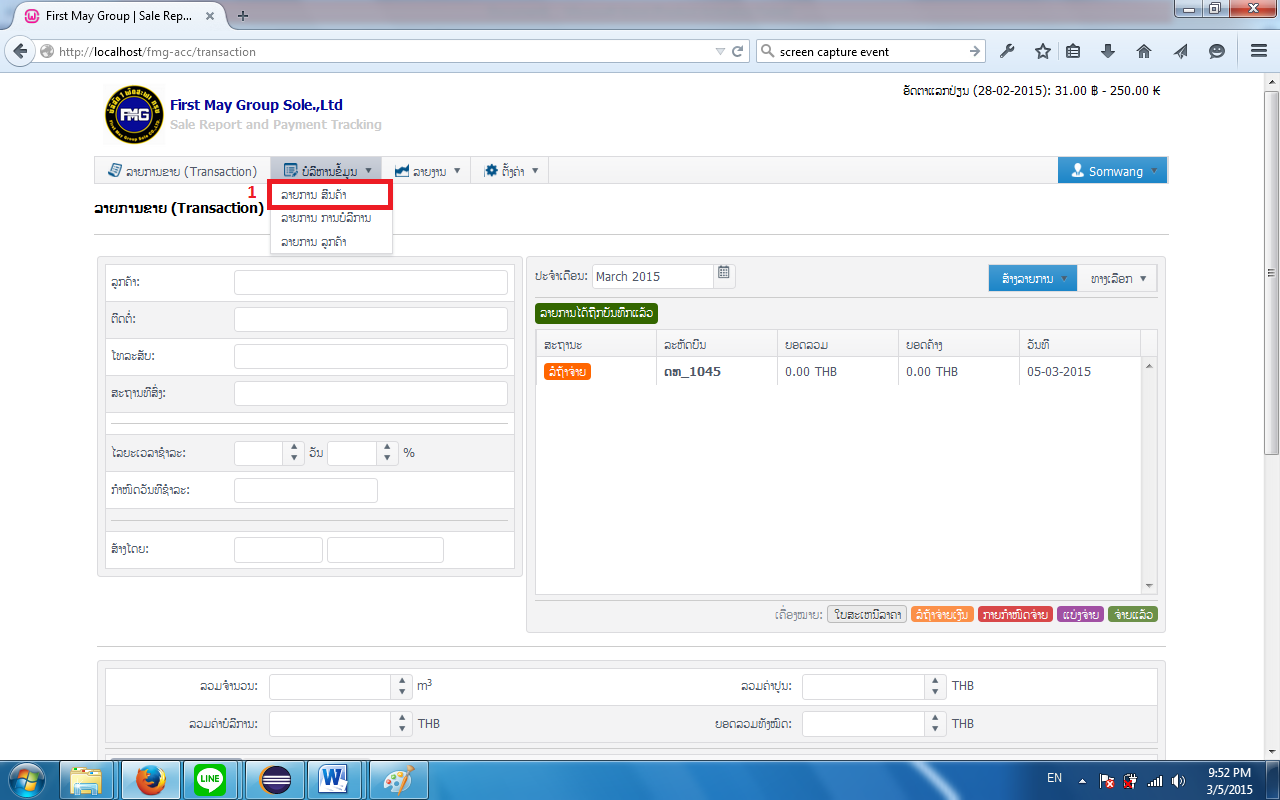 First May Group | Sale Rep...
http://localhost/fmg-acc/transaction
screen capture event
First May Group Sole.,Ltd
Sale Report and Payment Tracking
ອັດຕາແລກປ່ຽນ (28-02-2015): 31.00 ฿ - 250.00 ₭
ລາຍການຂາຍ (Transaction)
ບໍລິຫານຂໍ້ມູນ
ລາຍງານ
ຕັ້ງຄ່າ
Somwang
1
ລາຍການ ສິນຄ້າ
ລາຍການ ການບໍລິການ
ລາຍການ ລູກຄ້າ
ລາຍການຂາຍ (Transaction)
ລູກຄ້າ:
ຕິດຕໍ່:
ໂທລະສັບ:
ສະຖານທີ່ສົ່ງ:
ໄລຍະເວລາຊຳລະ:
ວັນ
%
ກຳໜົດວັນທີຊຳລະ:
ສ້າງໂດຍ:
ປະຈຳເດືອນ:
March 2015
ສ້າງລາຍການ
ທາງເລືອກ
ລາຍການໄດ້ຖືກບັນທຶກແລ້ວ
ສະຖານະ
ລະຫັດບິນ
ຍອດລວມ
ຍອດຄ້າງ
ວັນທີ
ລໍຖ້າຈ່າຍ
ດທ_1045
0.00 THB
0.00 THB
05-03-2015
ເຄື່ອງໝາຍ:
ໃບສະເຫນີລາຄາ
ລໍຖ້າຈ່າຍເງິນ
ກາຍກຳໜົດຈ່າຍ
ແບ່ງຈ່າຍ
ຈ່າຍແລ້ວ
ລວມຈຳນວນ:
m³
ລວມຄ່າປູນ:
THB
ລວມຄ່າບໍລິການ:
THB
ຍອດລວມທັງໝົດ:
THB
LINE
EN
9:52 PM
3/5/2015